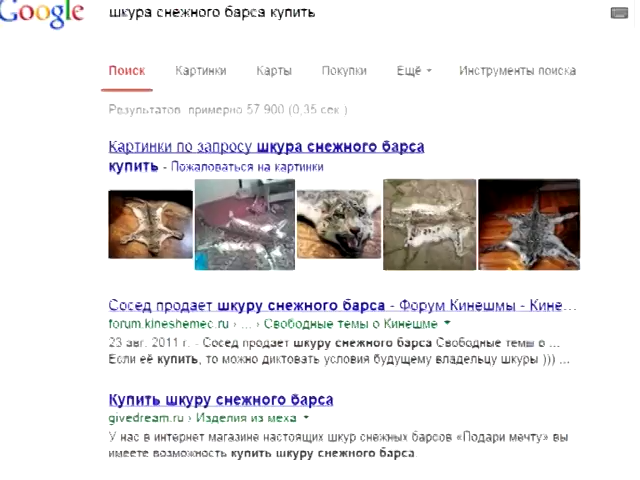 Google
шкура снежного барса купить
Поиск Картинки Карты Покупки Ещё Инструменты поиска
Результатов: примерно 57 900 (0,35 сек.)
Картинки по запросу шкура снежного барса
купить - Пожаловаться на картинки
Сосед продает шкуру снежного барса - Форум Кинешмы - Кине...
forum.kineshemec.ru › ... › Свободные темы о Кинешме
23 авг. 2011 г. - Сосед продает шкуру снежного барса Свободные темы о ...
Если её купить, то можно диктовать условия будущему владельцу шкуры ))) ...
Купить шкуру снежного барса
givedream.ru › Изделия из меха
У нас в интернет магазине настоящих шкур снежных барсов «Подари мечту» вы
имеете возможность купить шкуру снежного барса.